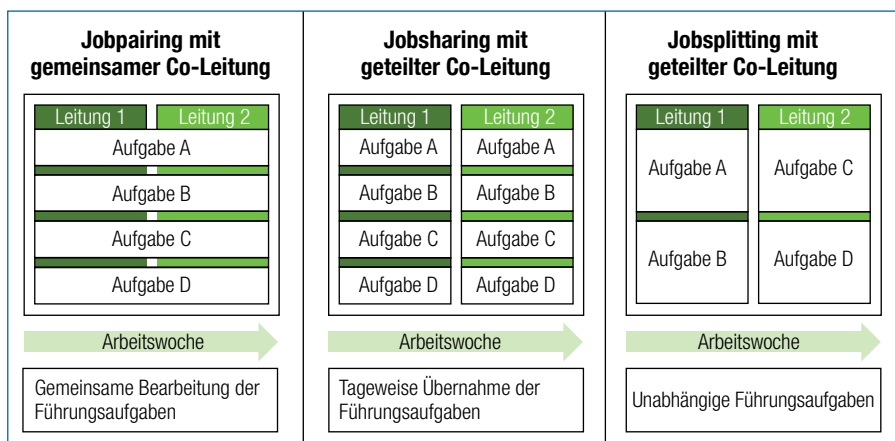 Jobpairing mit
gemeinsamer Co-Leitung
Leitung 1
Leitung 2
Aufgabe A
Aufgabe B
Aufgabe C
Aufgabe D
Arbeitswoche
Gemeinsame Bearbeitung der
Führungsaufgaben
Jobsharing mit
geteilter Co-Leitung
Leitung 1
Leitung 2
Aufgabe A
Aufgabe A
Aufgabe B
Aufgabe B
Aufgabe C
Aufgabe C
Aufgabe D
Aufgabe D
Arbeitswoche
Tageweise Übernahme der
Führungsaufgaben
Jobsplitting mit
geteilter Co-Leitung
Leitung 1
Leitung 2
Aufgabe A
Aufgabe C
Aufgabe B
Aufgabe D
Arbeitswoche
Unabhängige Führungsaufgaben